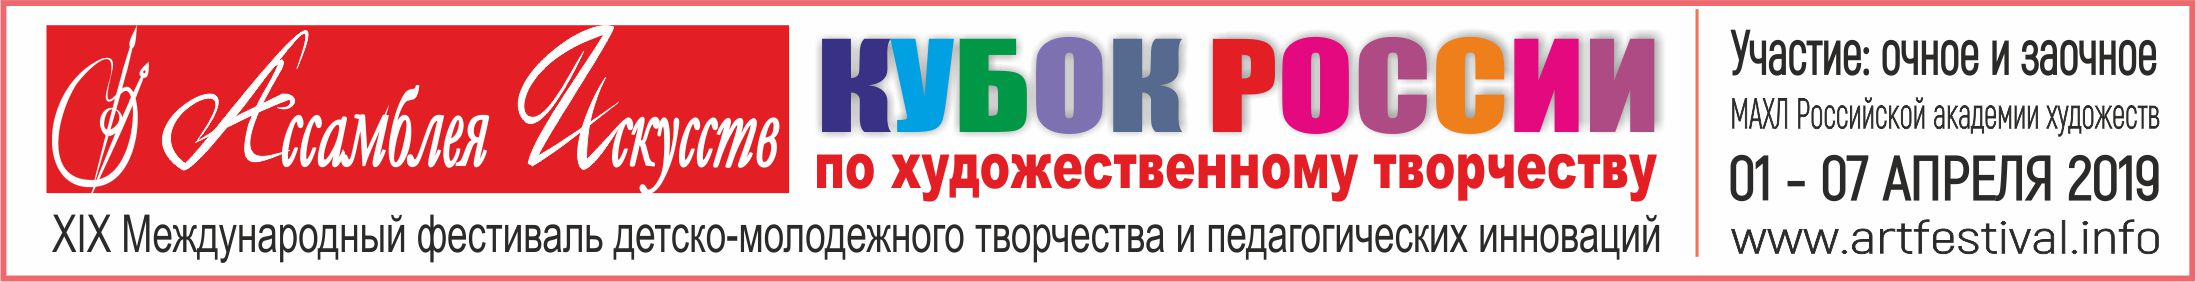 Ассамблея Искусств
КУБОК РОССИИ
по художественному творчеству
XIX Международный фестиваль детско-молодежного творчества и педагогических инноваций
Участие: очное и заочное
МАХЛ Российской академии художеств
01 - 07 АПРЕЛЯ 2019
www.artfestival.info